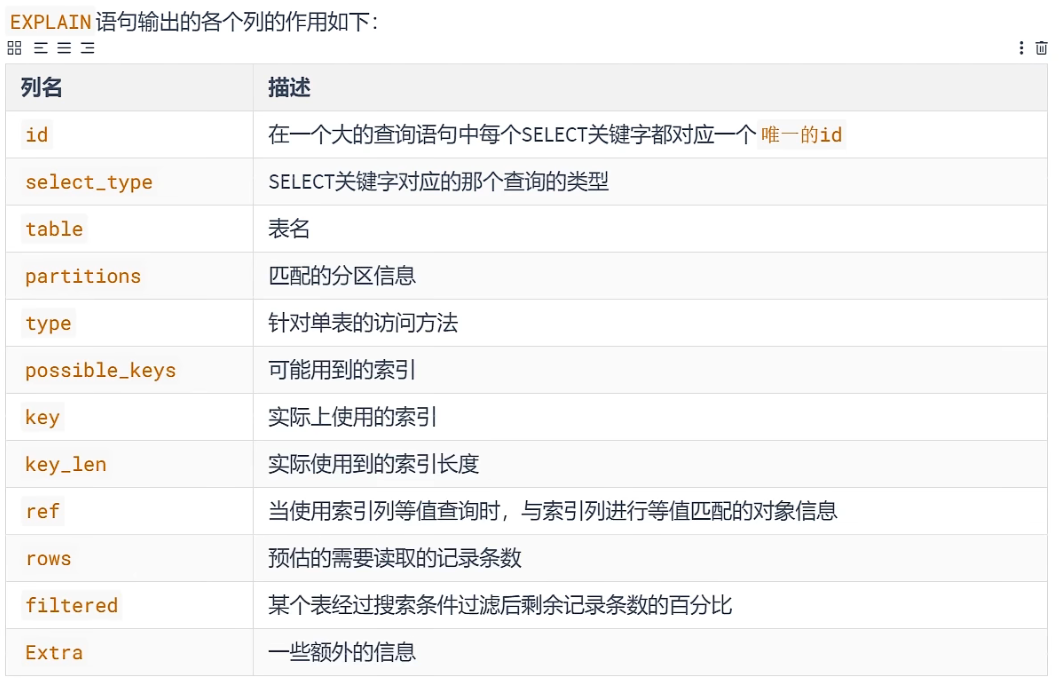 EXPLAIN语句输出的各个列的作用如下：
列名 描述
id 在一个大的查询语句中每个SELECT关键字都对应一个 唯一的id
select_type SELECT关键字对应的那个查询的类型
table 表名
partitions 匹配的分区信息
type 针对单表的访问方法
possible_keys 可能用到的索引
key 实际上使用的索引
key_len 实际使用到的索引长度
ref 当使用索引列等值查询时，与索引列进行等值匹配的对象信息
rows 预估的需要读取的记录条数
filtered 某个表经过搜索条件过滤后剩余记录条数的百分比
Extra 一些额外的信息